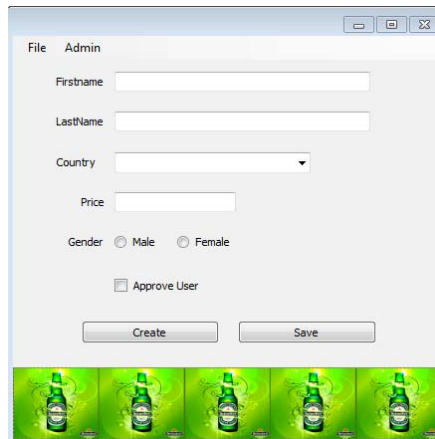 File Admin
Firstname
LastName
Country
Price
Gender Male Female
Approve User
Create Save